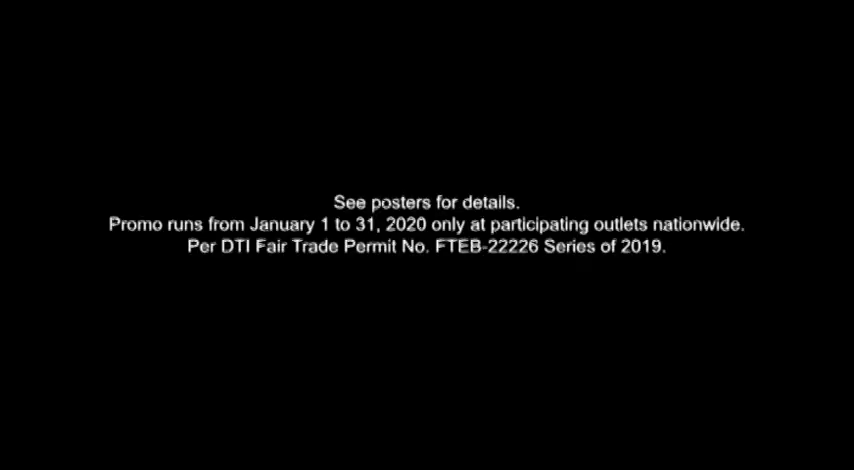 See posters for details.
Promo runs from January 1 to 31, 2020 only at participating outlets nationwide.
Per DTI Fair Trade Permit No. FTEB-22226 Series of 2019.